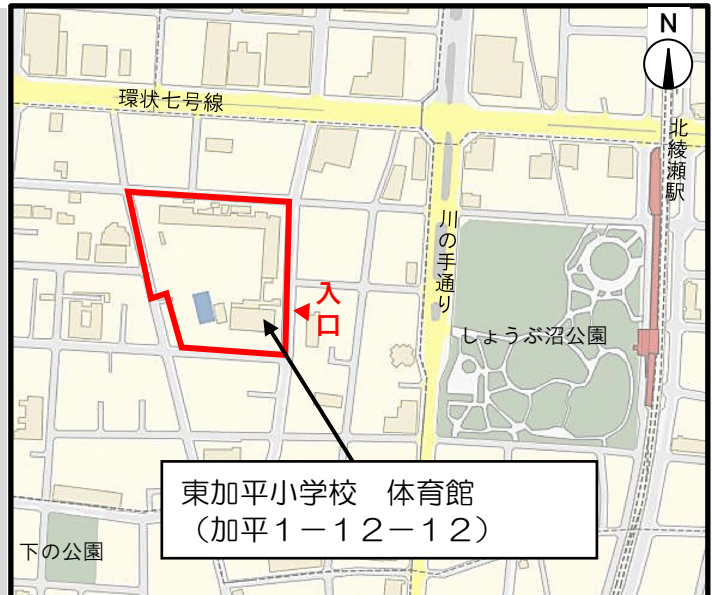 N
環状七号線
北綾瀬駅
川の手通り
入口
しょうぶ沼公園
東加平小学校　体育館
（加平１－１２－１２）
下の公園